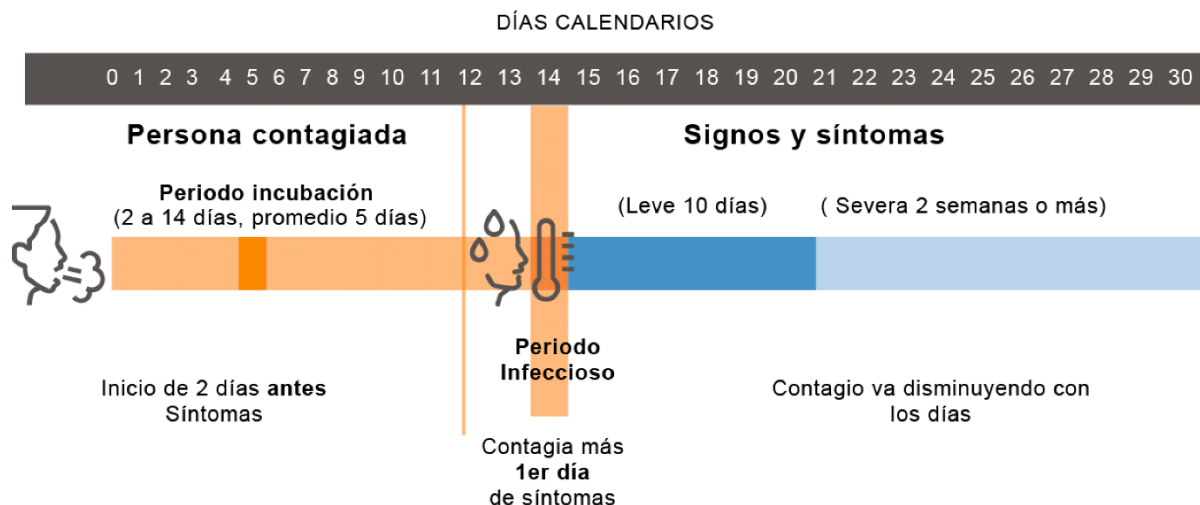 DÍAS CALENDARIOS
0 1 2 3 4 5 6 7 8 9 10 11 12 13 14 15 16 17 18 19 20 21 22 23 24 25 26 27 28 29 30
Persona contagiada
Signos y síntomas
Periodo incubación
(2 a 14 días, promedio 5 días)
(Leve 10 días)
( Severa 2 semanas o más)
Periodo
Infeccioso
Inicio de 2 días antes
Síntomas
Contagio va disminuyendo con
los días
Contagia más
1er día
de síntomas